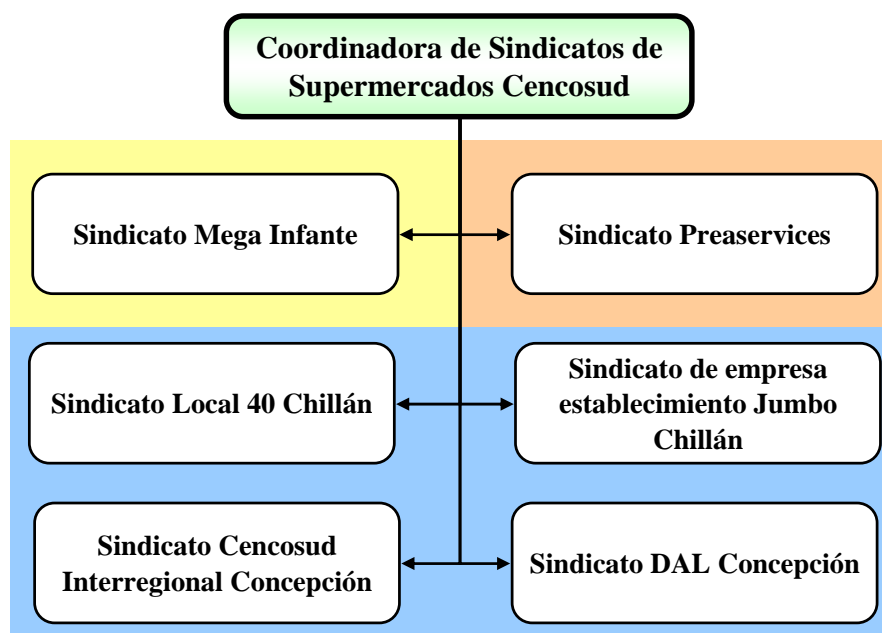 Coordinadora de Sindicatos de
Supermercados Cencosud
Sindicato Mega Infante
Sindicato Preaservices
Sindicato Local 40 Chillán
Sindicato de empresa
establecimiento Jumbo
Chillán
Sindicato Cencosud
Interregional Concepción
Sindicato DAL Concepción